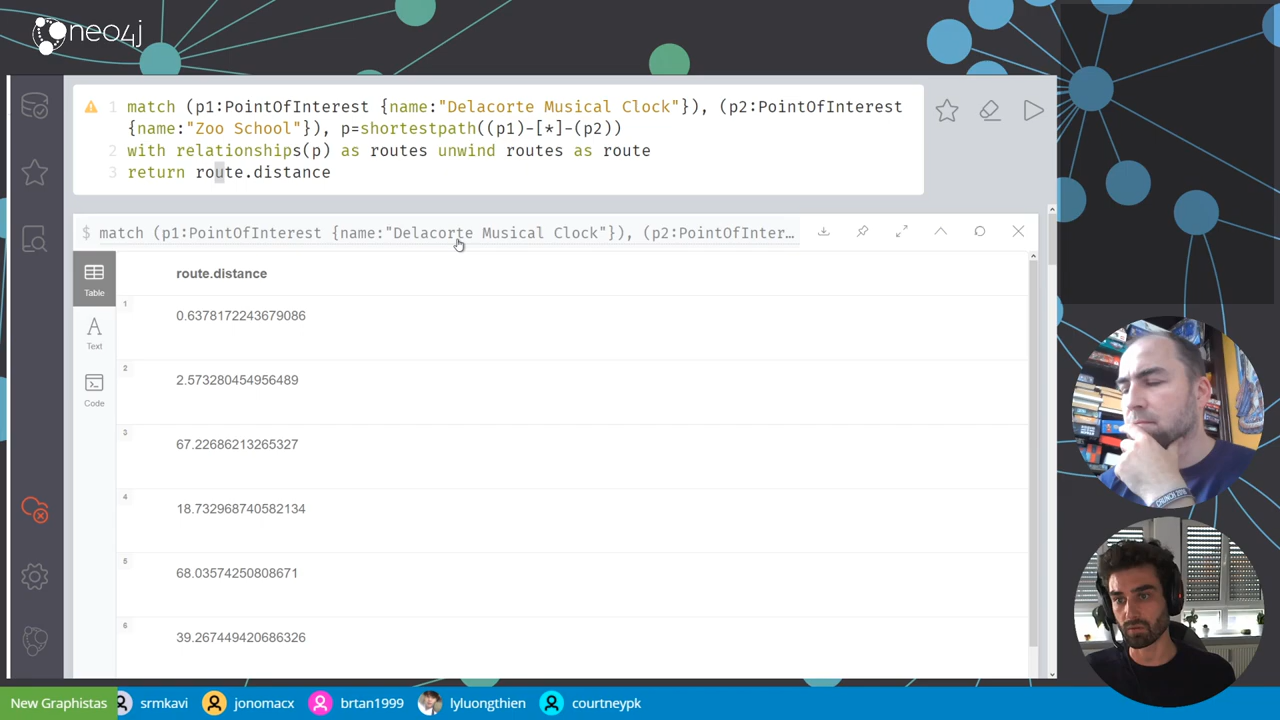 neo4j
1 match (p1:PointOfInterest {name:"Delacorte Musical Clock"}), (p2:PointOfInterest
{name:"Zoo School"}), p=shortestpath((p1)-[*]-(p2))
2 with relationships(p) as routes unwind routes as route
3 return route.distance
$ match (p1:PointOfInterest {name:"Delacorte Musical Clock"}), (p2:PointOfInter…
Table
Text
Code
route.distance
1
0.6378172243679086
2
2.573280454956489
3
67.22686213265327
4
18.732968740582134
5
68.03574250808671
6
39.267449420686326
New Graphistas srmkavi jonomacx brtan1999 lyluongthien courtneypk